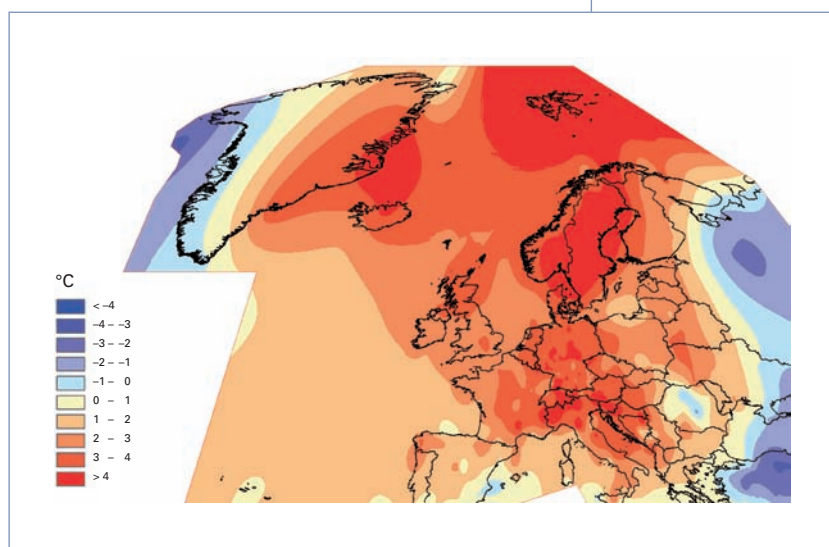 °C
< –4
–4 – –3
–3 – –2
–2 – –1
–1 – 0
0 – 1
1 – 2
2 – 3
3 – 4
> 4